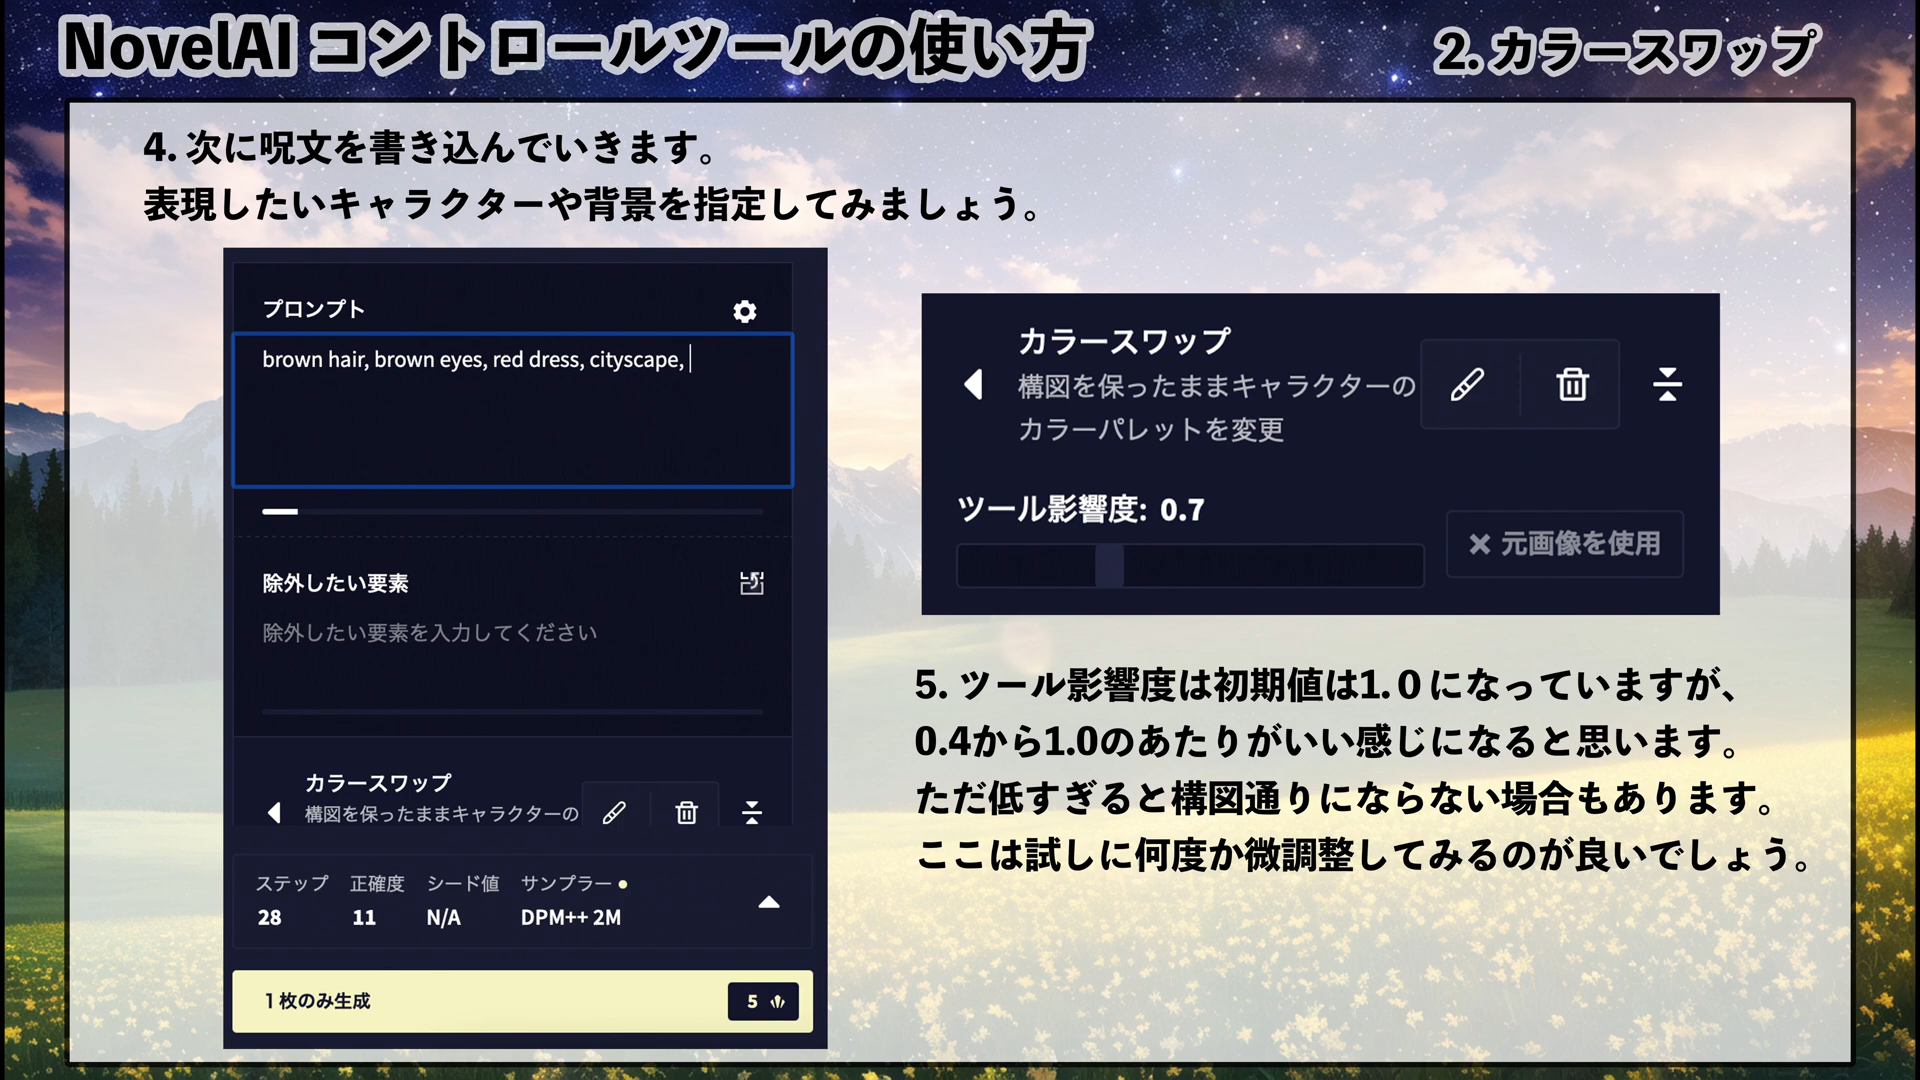 NovelAI コントロールツールの使い方
2. カラースワップ
4. 次に呪文を書き込んでいきます。
表現したいキャラクターや背景を指定してみましょう。
プロンプト
brown hair, brown eyes, red dress, cityscape,
除外したい要素
除外したい要素を入力してください
カラースワップ
構図を保ったままキャラクターの
ステップ 正確度 シード値 サンプラー
28 11 N/A DPM++ 2M
1 枚のみ生成
5
カラースワップ
構図を保ったままキャラクターの
カラーパレットを変更
ツール影響度: 0.7
× 元画像を使用
5. ツール影響度は初期値は1.0になっていますが、
0.4から1.0のあたりがいい感じになると思います。
ただ低すぎると構図通りにならない場合もあります。
ここは試しに何度か微調整してみるのが良いでしょう。